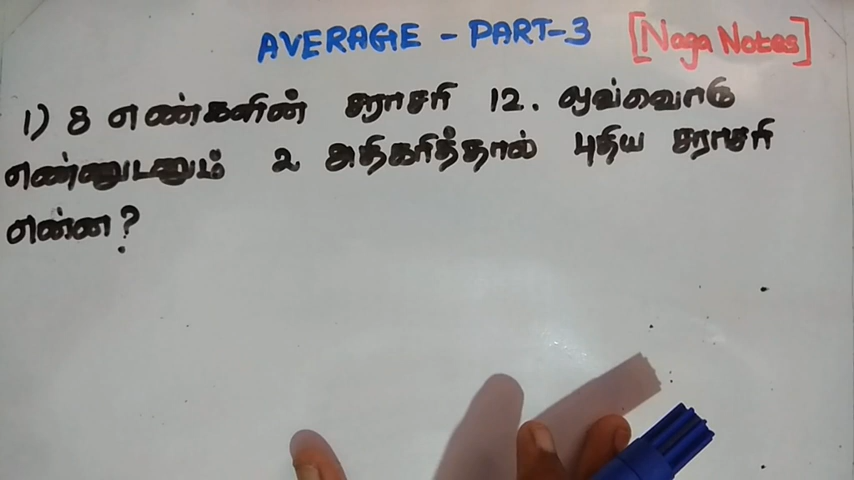 AVERAGE - PART-3 [Naga Notes]
1) 8 எண்களின் சராசரி 12. ஒவ்வொரு
எண்ணுடனும் 2 அதிகரித்தால் புதிய சராசரி
என்ன?